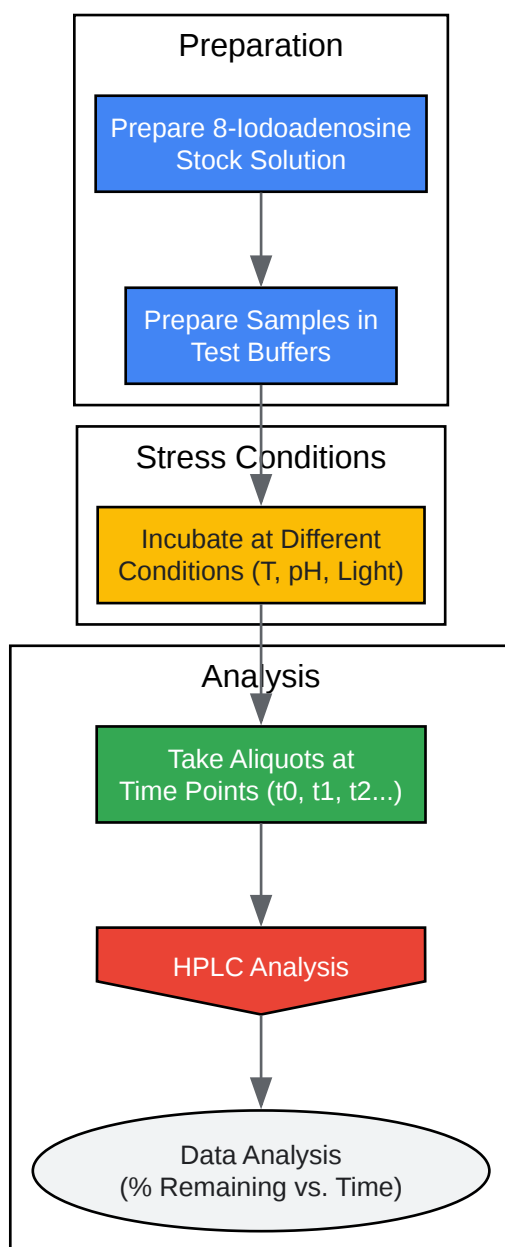 Preparation
Prepare 8-Iodoadenosine
Stock Solution
Prepare Samples in
Test Buffers
Stress Conditions
Incubate at Different
Conditions (T, pH, Light)
Analysis
Take Aliquots at
Time Points (t0, t1, t2...)
HPLC Analysis
Data Analysis
(% Remaining vs. Time)